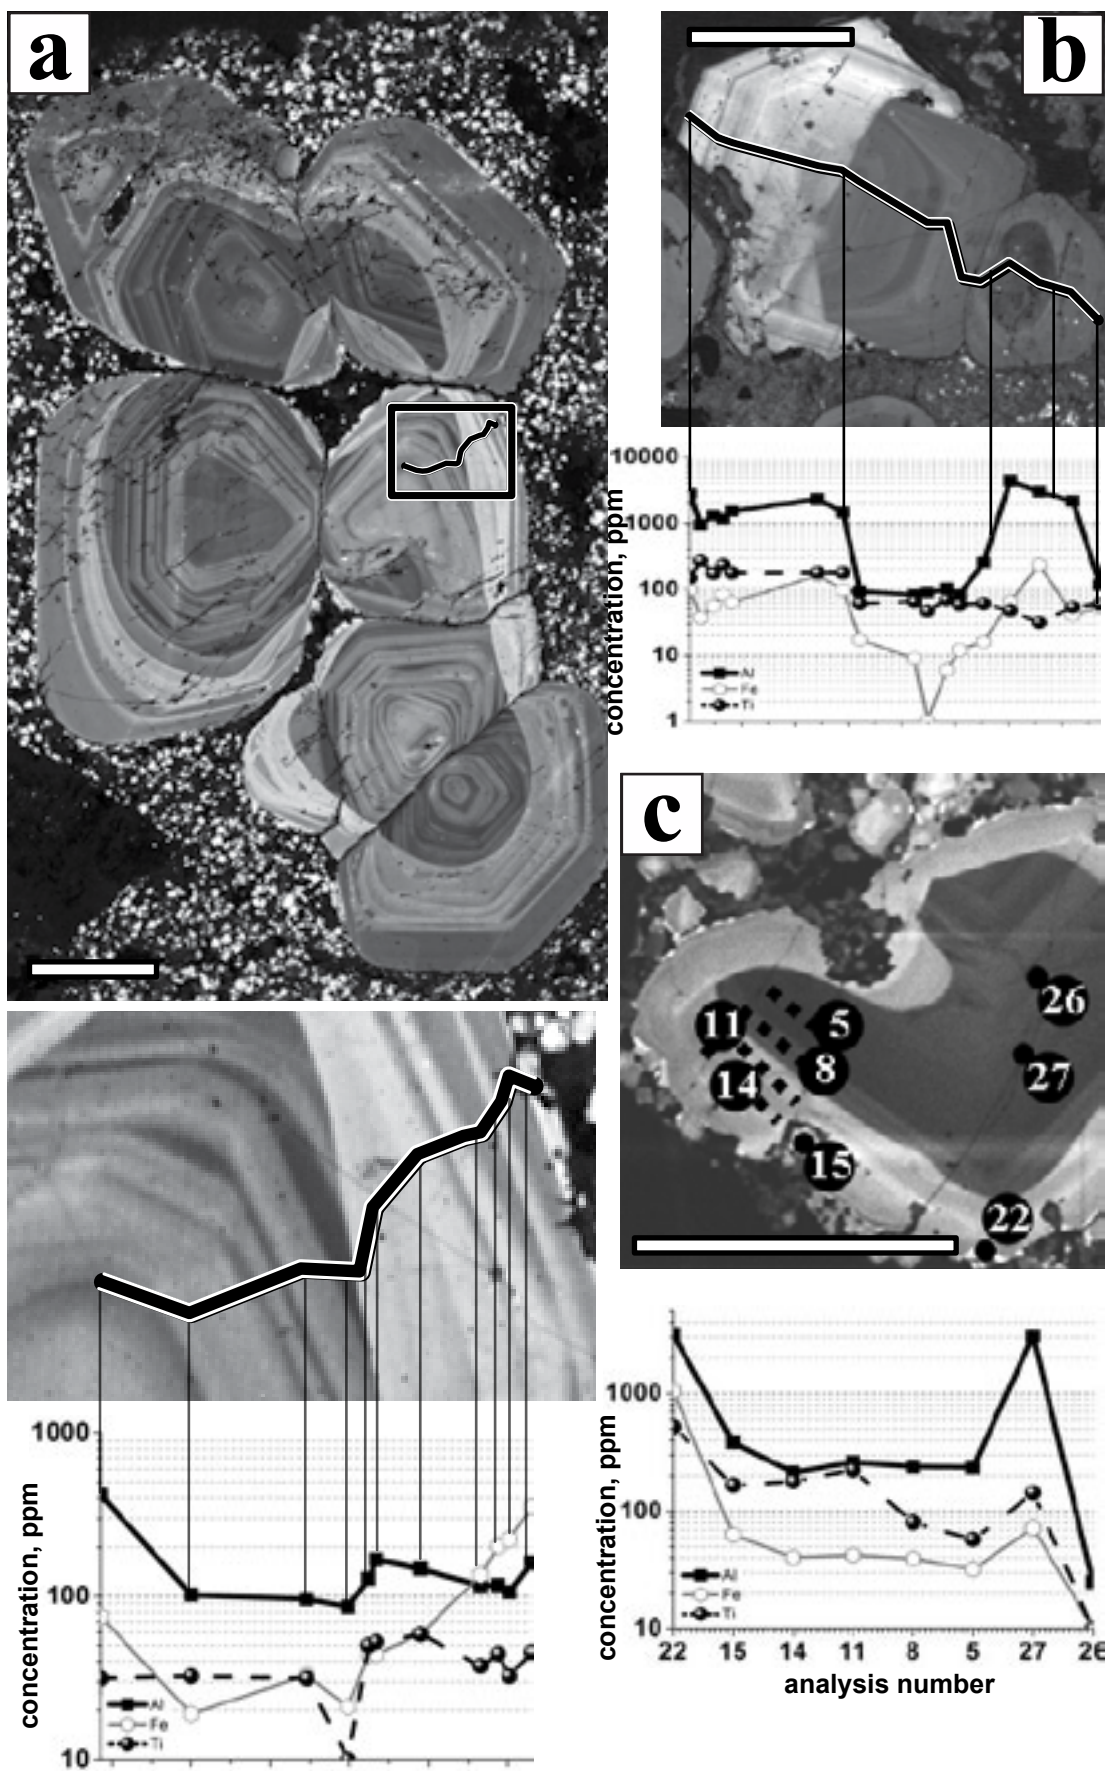 a
b
10000
1000
100
10
1
concentration, ppm
Al
Fe
Ti
c
11
5
8
14
15
26
27
22
1000
100
10
concentration, ppm
Al
Fe
Ti
1000
100
10
concentration, ppm
Al
Fe
Ti
22 15 14 11 8 5 27 26
analysis number